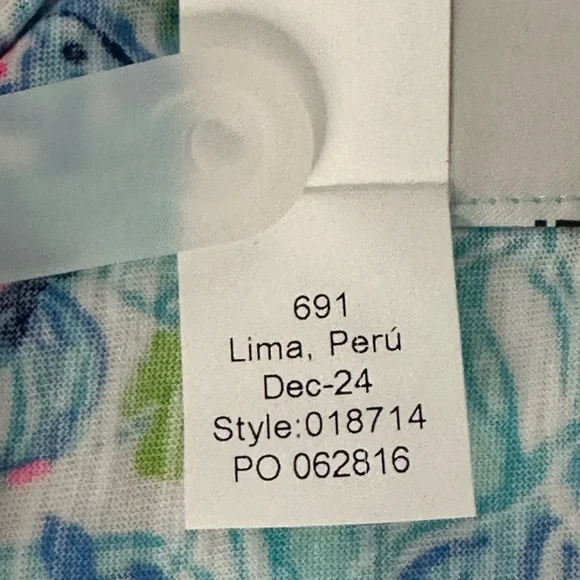 691
Lima, Perú
Dec-24
Style:018714
PO 062816